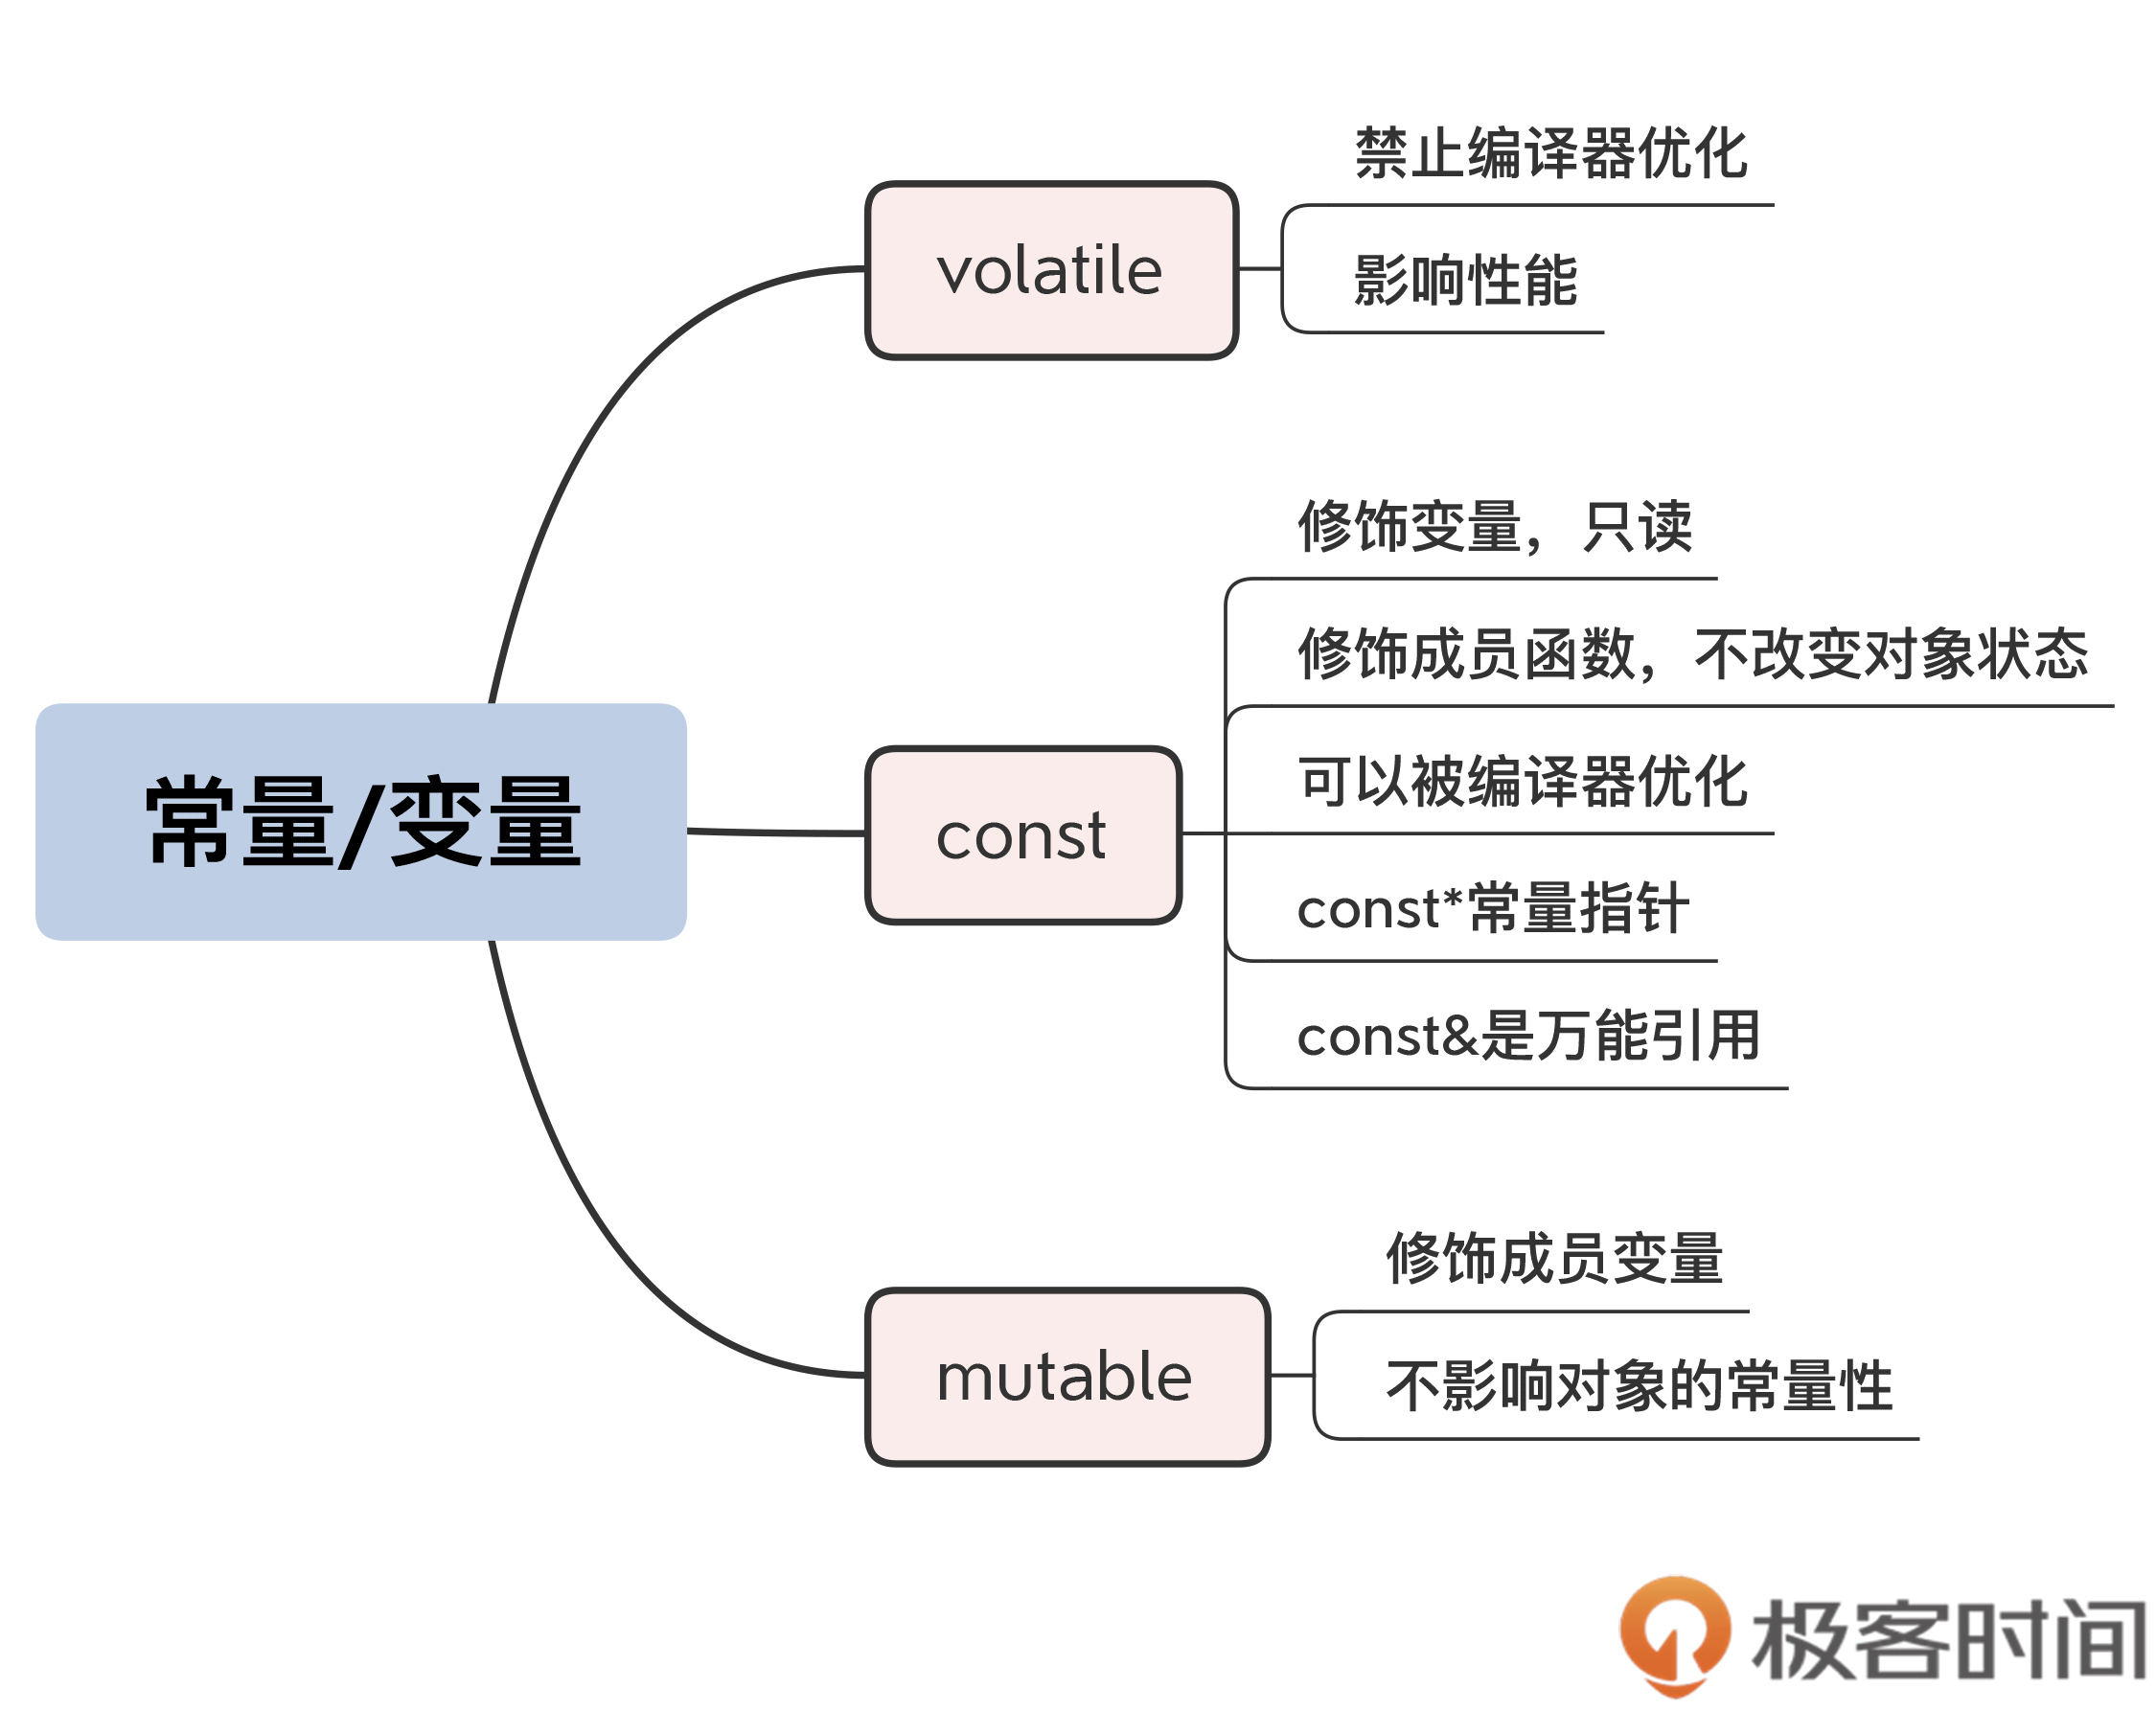 常量/变量
volatile
禁止编译器优化
影响性能
const
修饰变量，只读
修饰成员函数，不改变对象状态
可以被编译器优化
const*常量指针
const&是万能引用
mutable
修饰成员变量
不影响对象的常量性
极客时间